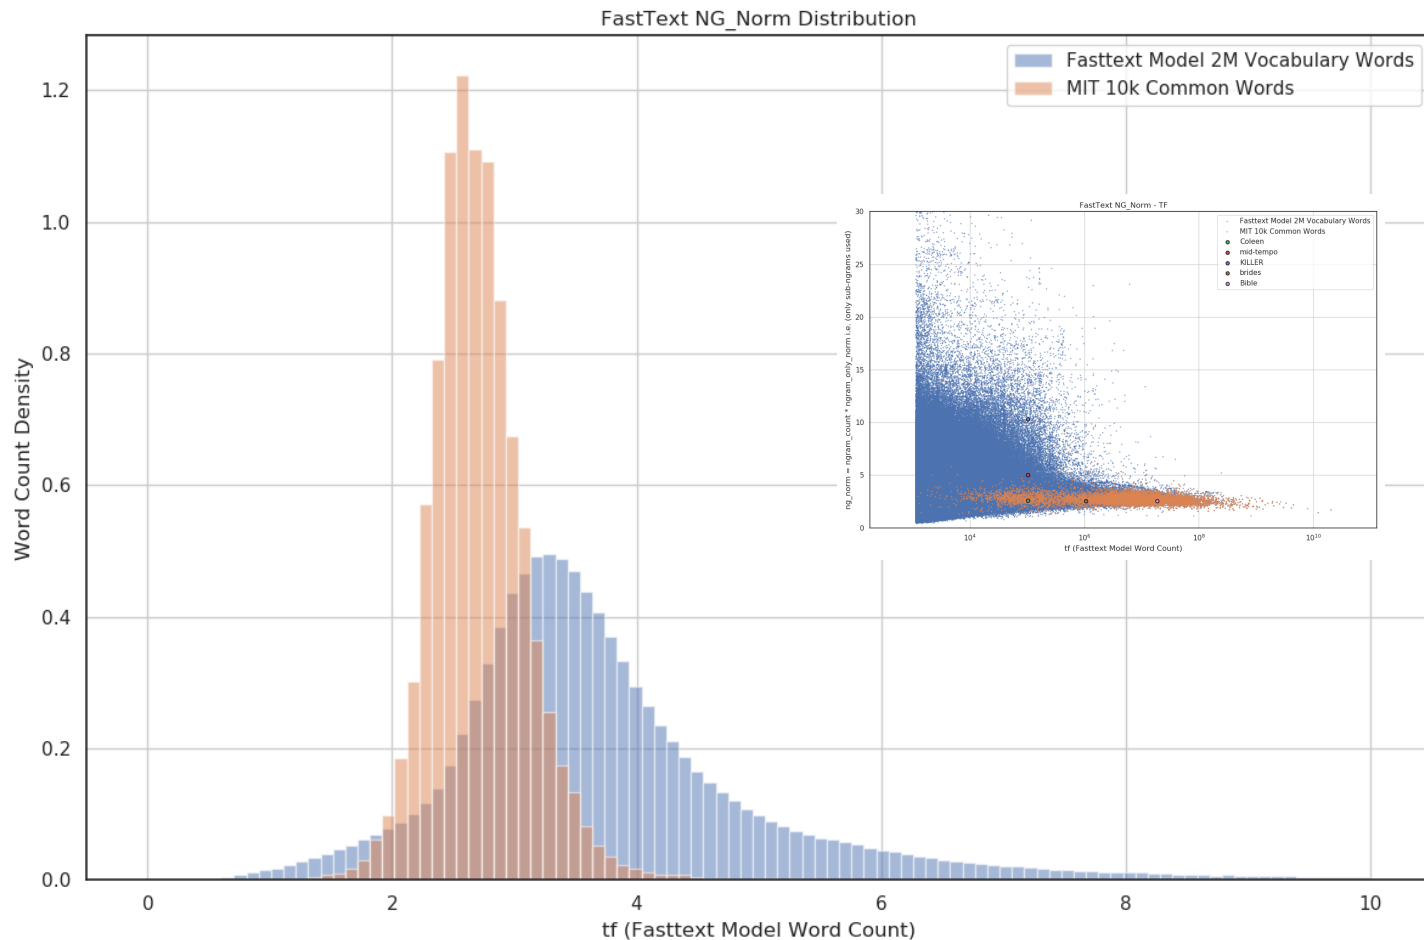 FastText NG_Norm Distribution
Fasttext Model 2M Vocabulary Words
MIT 10k Common Words
Word Count Density
1.2
1.0
0.8
0.6
0.4
0.2
0.0
0
2
4
6
8
10
tf (Fasttext Model Word Count)
FastText NG_Norm - TF
Fasttext Model 2M Vocabulary Words
MIT 10k Common Words
Coleen
mid-tempo
KILLER
brides
Bible
ng_norm = ngram_count * ngram_only_norm i.e. (only sub-ngrams used)
30
25
20
15
10
5
0
10⁴
10⁶
10⁸
10¹⁰
tf (Fasttext Model Word Count)